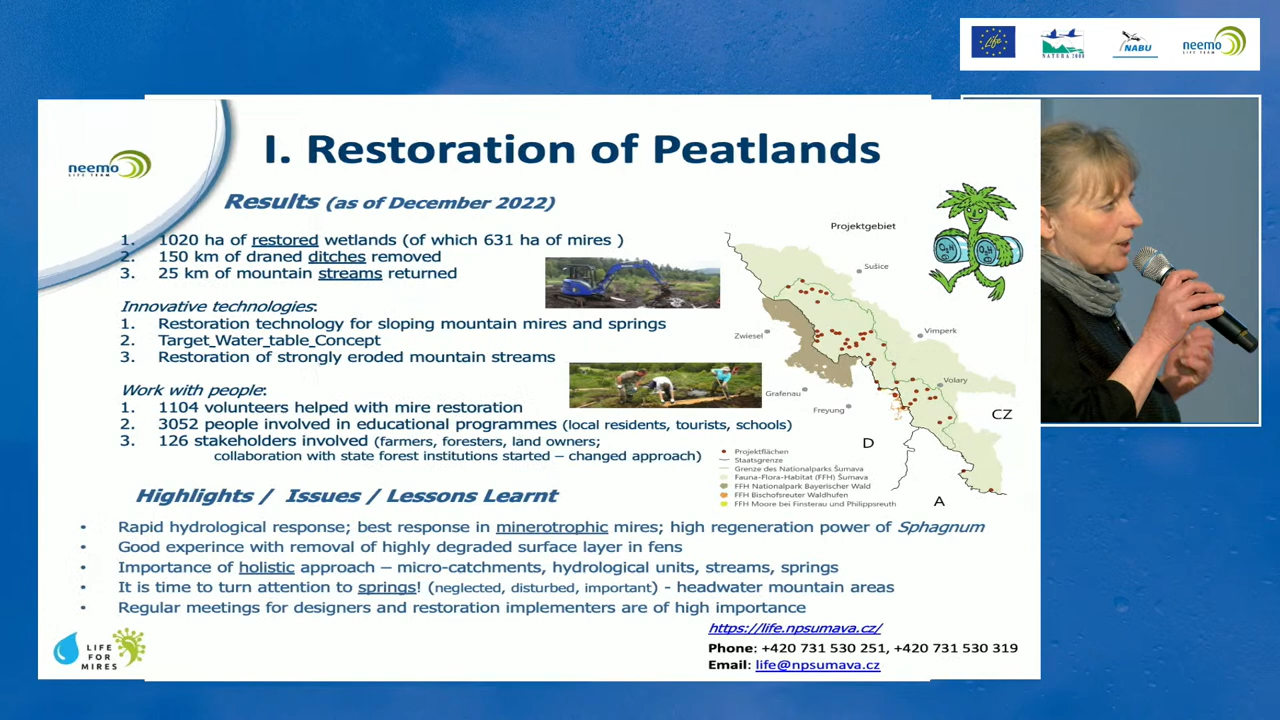 Life
NATURA 2000
NABU
neemo
LIFE TEAM
neemo
LIFE TEAM
I. Restoration of Peatlands
Results (as of December 2022)
1. 1020 ha of restored wetlands (of which 631 ha of mires )
2. 150 km of draned ditches removed
3. 25 km of mountain streams returned
Innovative technologies:
1. Restoration technology for sloping mountain mires and springs
2. Target_Water_table_Concept
3. Restoration of strongly eroded mountain streams
Work with people:
1. 1104 volunteers helped with mire restoration
2. 3052 people involved in educational programmes (local residents, tourists, schools)
3. 126 stakeholders involved (farmers, foresters, land owners;
collaboration with state forest institutions started – changed approach)
Projektgebiet
Sušice
Zwiesel
Vimperk
Grafenau
Volary
Freyung
CZ
D
A
Projektflächen
Staatsgrenze
Grenze des Nationalparks Šumava
Fauna-Flora-Habitat (FFH) Šumava
FFH Nationalpark Bayerischer Wald
FFH Bischofsreuter Waldhufen
FFH Moore bei Finsterau und Philippsreuth
Highlights / Issues / Lessons Learnt
• Rapid hydrological response; best response in minerotrophic mires; high regeneration power of Sphagnum
• Good experince with removal of highly degraded surface layer in fens
• Importance of holistic approach – micro-catchments, hydrological units, streams, springs
• It is time to turn attention to springs! (neglected, disturbed, important) - headwater mountain areas
• Regular meetings for designers and restoration implementers are of high importance
LIFE
FOR
MIRES
https://life.npsumava.cz/
Phone: +420 731 530 251, +420 731 530 319
Email: life@npsumava.cz